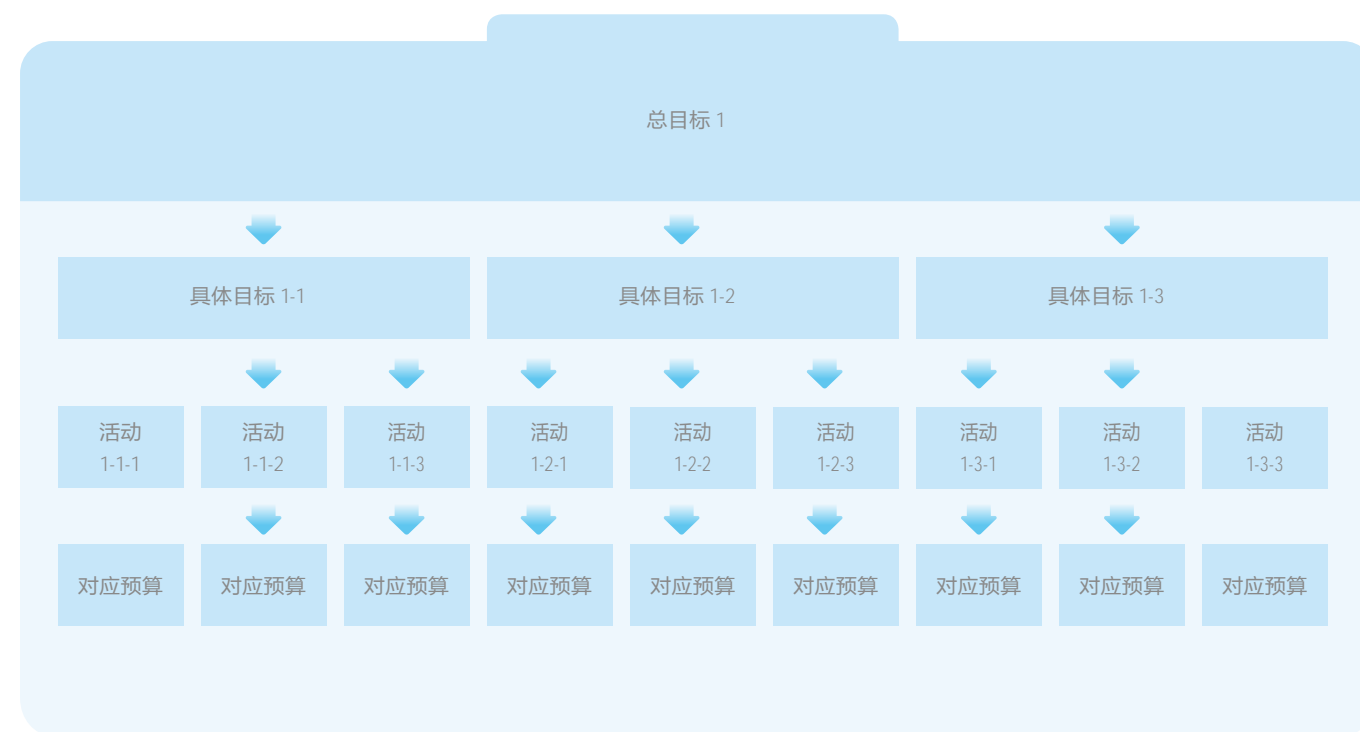 总目标 1
具体目标 1-1
具体目标 1-2
具体目标 1-3
活动
1-1-1
活动
1-1-2
活动
1-1-3
活动
1-2-1
活动
1-2-2
活动
1-2-3
活动
1-3-1
活动
1-3-2
活动
1-3-3
对应预算
对应预算
对应预算
对应预算
对应预算
对应预算
对应预算
对应预算
对应预算